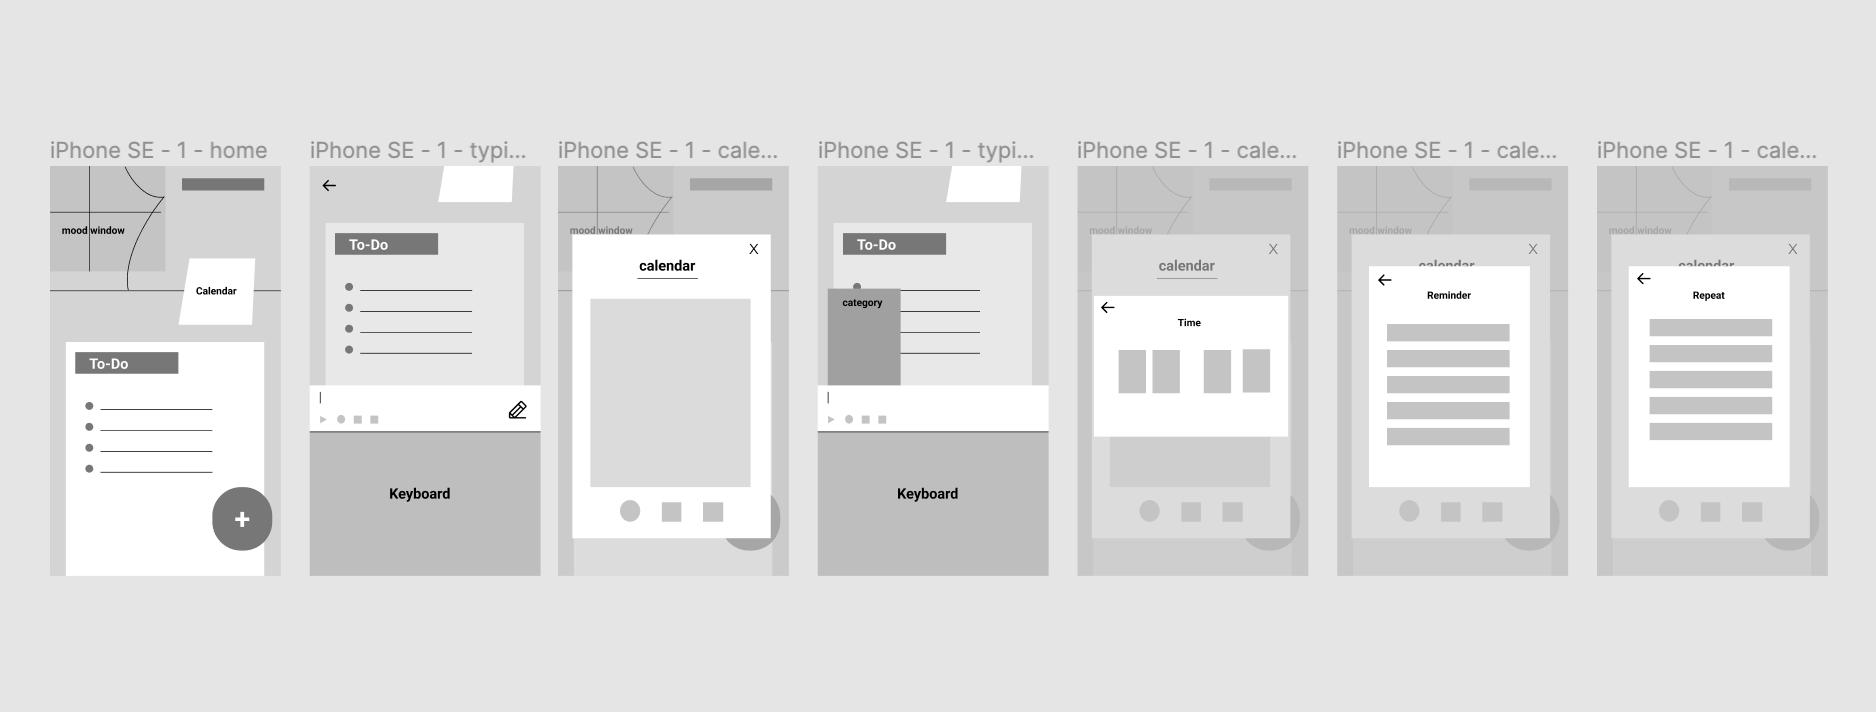 iPhone SE - 1 - home
mood window
Calendar
To-Do
+
iPhone SE - 1 - typi...
To-Do
Keyboard
iPhone SE - 1 - cale...
mood window
X
calendar
iPhone SE - 1 - typi...
To-Do
category
Keyboard
iPhone SE - 1 - cale...
mood window
X
calendar
Time
iPhone SE - 1 - cale...
mood window
X
calendar
Reminder
iPhone SE - 1 - cale...
mood window
X
calendar
Repeat